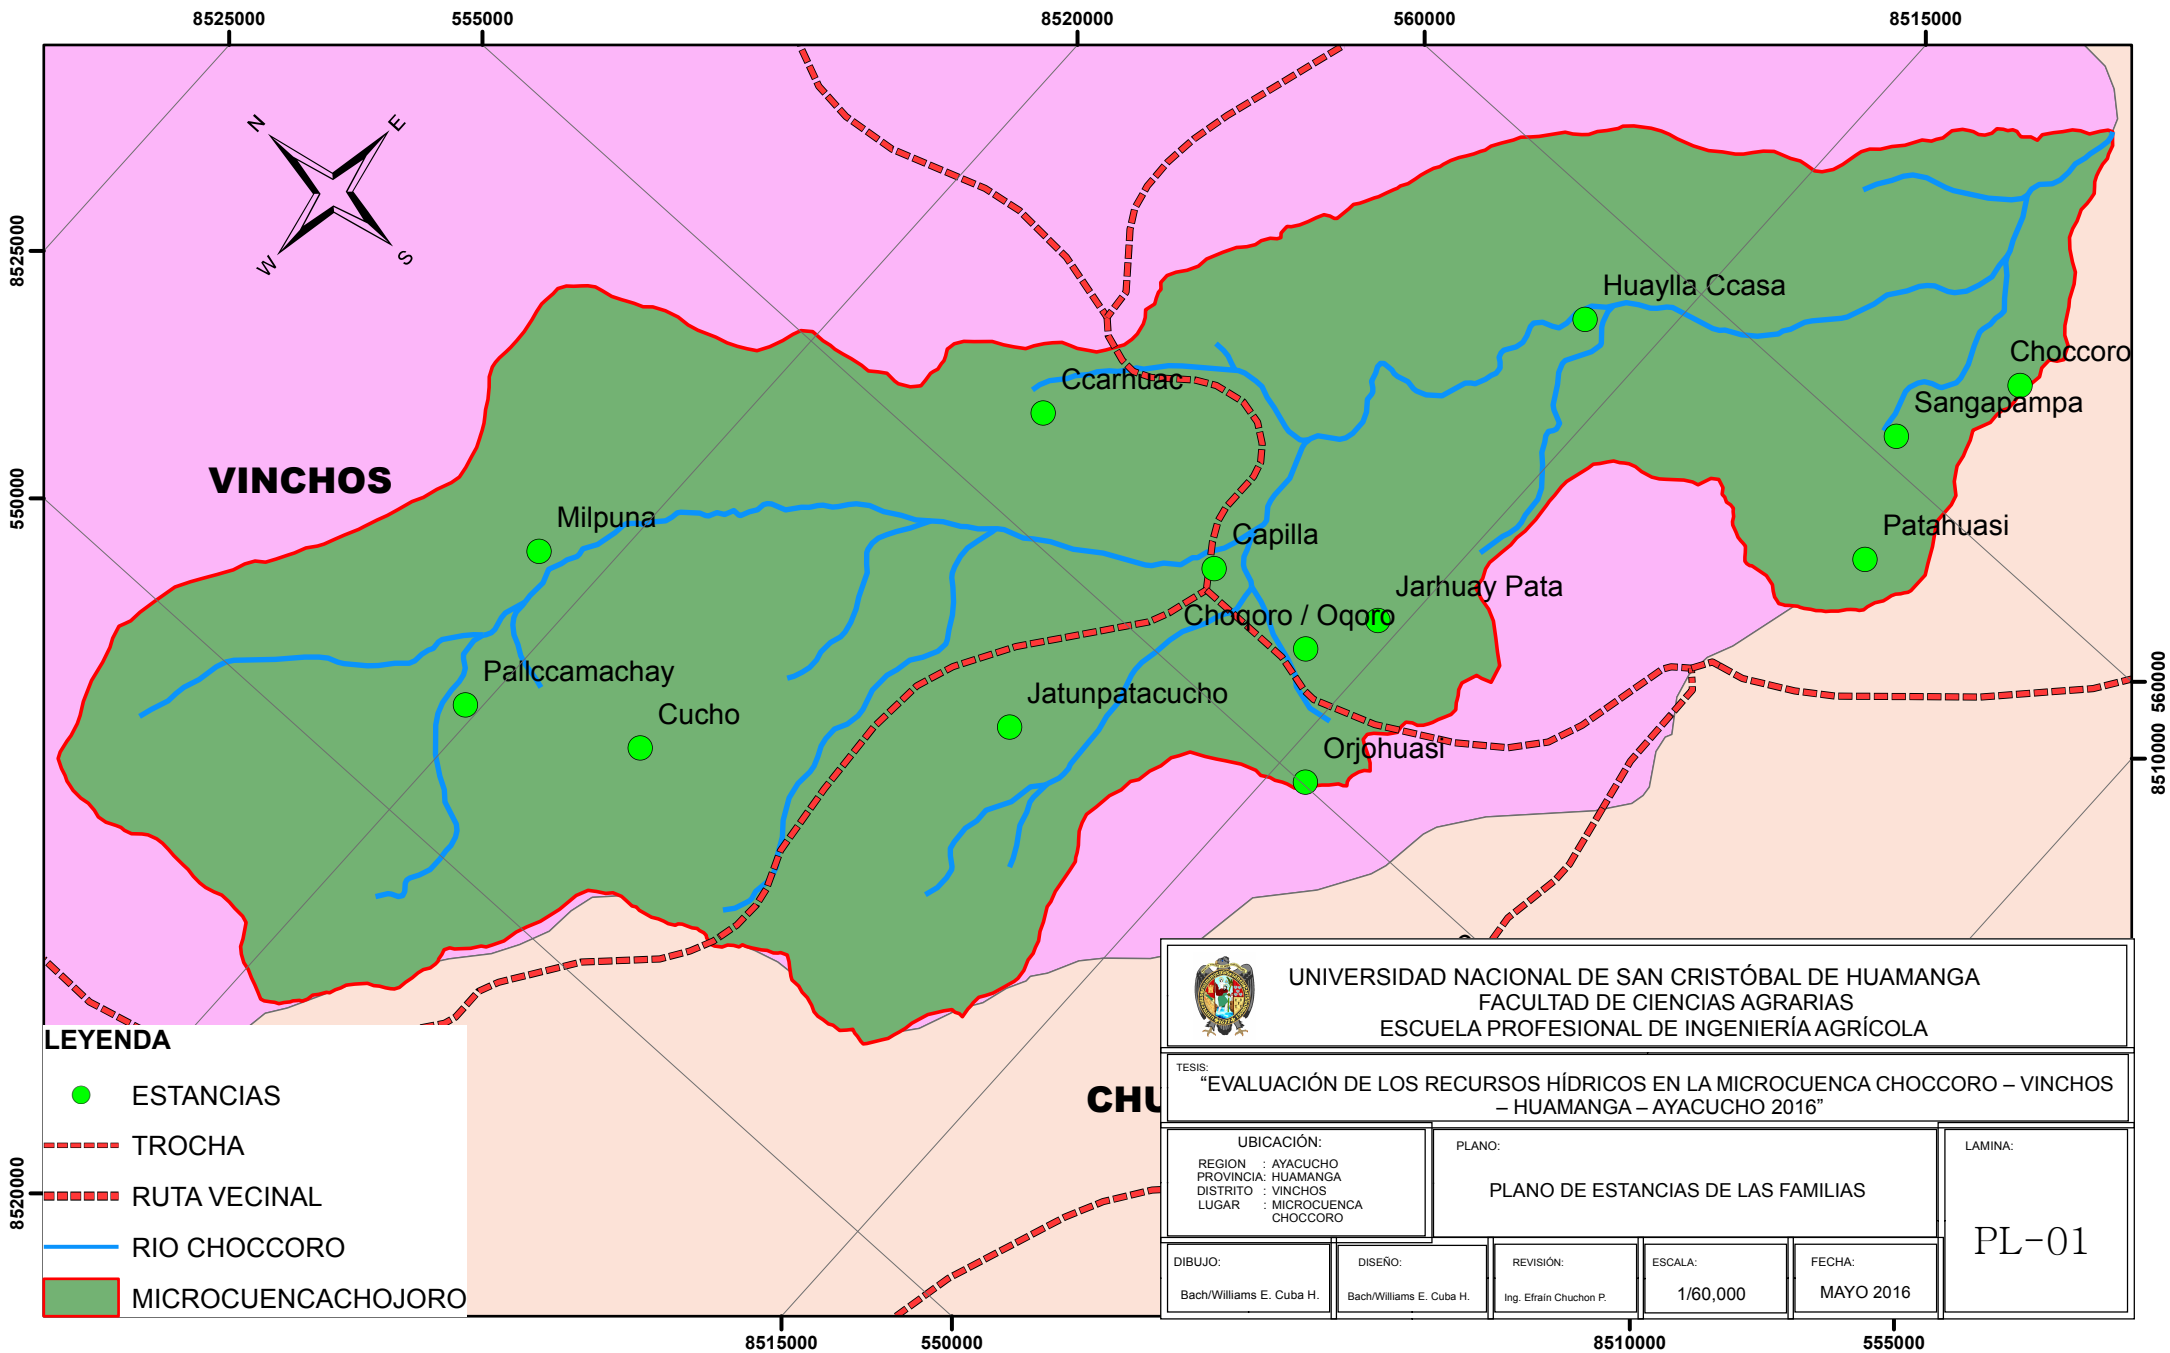 8525000
555000
8520000
560000
8515000
N
E
W
S
8525000
550000
8520000
VINCHOS
Huaylla Ccasa
Choccoro
Ccarhuac
Sangapampa
Milpuna
Capilla
Patahuasi
Jarhuay Pata
Choqoro / Oqoro
Pallccamachay
Jatunpatacucho
Cucho
Orjohuasi
560000
8510000
CHU
LEYENDA
ESTANCIAS
TROCHA
RUTA VECINAL
RIO CHOCCORO
MICROCUENCACHOJORO
UNIVERSIDAD NACIONAL DE SAN CRISTÓBAL DE HUAMANGA
FACULTAD DE CIENCIAS AGRARIAS
ESCUELA PROFESIONAL DE INGENIERÍA AGRÍCOLA
TESIS:
“EVALUACIÓN DE LOS RECURSOS HÍDRICOS EN LA MICROCUENCA CHOCCORO – VINCHOS
– HUAMANGA – AYACUCHO 2016”
UBICACIÓN:
REGION : AYACUCHO
PROVINCIA: HUAMANGA
DISTRITO : VINCHOS
LUGAR : MICROCUENCA
CHOCCORO
PLANO:
PLANO DE ESTANCIAS DE LAS FAMILIAS
LAMINA:
PL-01
DIBUJO:
Bach/Williams E. Cuba H.
DISEÑO:
Bach/Williams E. Cuba H.
REVISIÓN:
Ing. Efraín Chuchon P.
ESCALA:
1/60,000
FECHA:
MAYO 2016
8515000
550000
8510000
555000